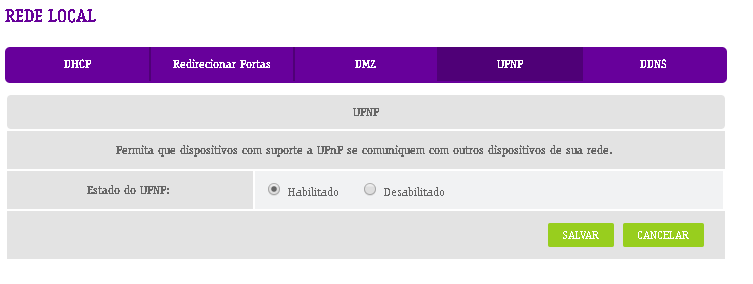 REDE LOCAL
DHCP Redirecionar Portas DMZ UPNP DDNS
UPNP
Permita que dispositivos com suporte a UPnP se comuniquem com outros dispositivos de sua rede.
Estado do UPNP: Habilitado Desabilitado
SALVAR CANCELAR